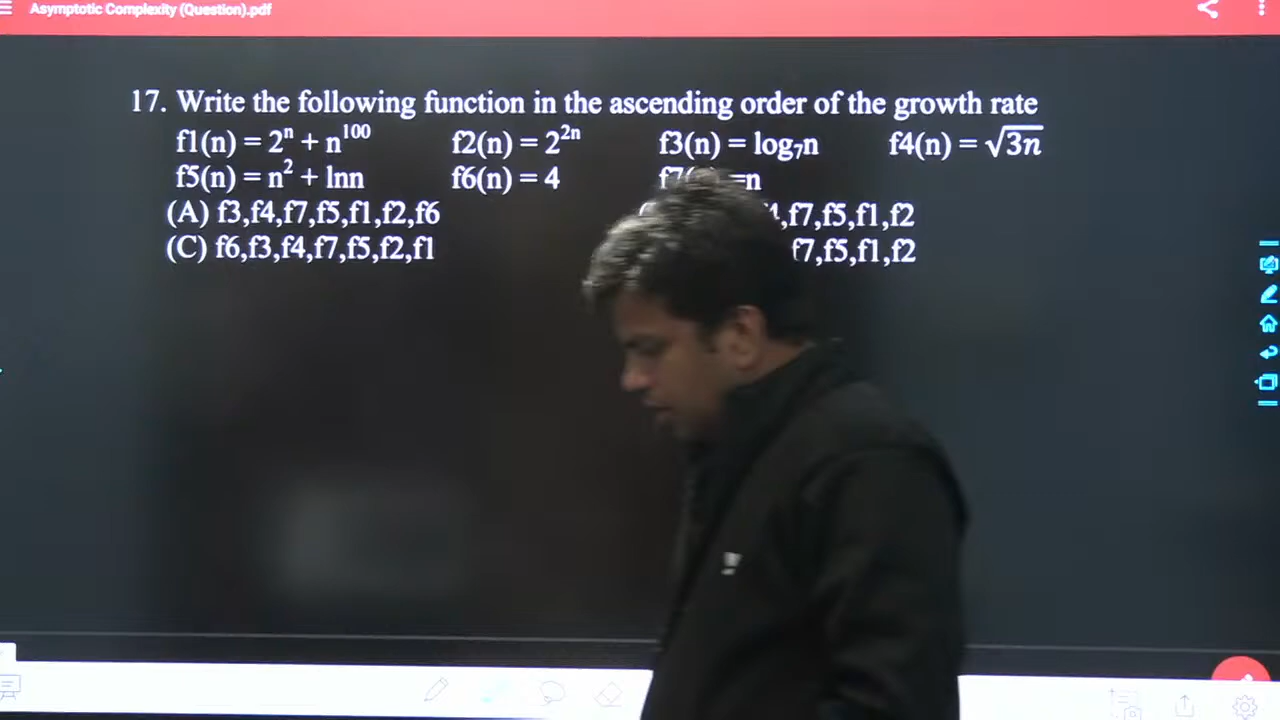 Asymptotic Complexity (Question).pdf
17. Write the following function in the ascending order of the growth rate
f1(n) = 2ⁿ + n¹⁰⁰ f2(n) = 2²ⁿ f3(n) = log₇n f4(n) = √3n
f5(n) = n² + lnn f6(n) = 4 =n
(A) f3,f4,f7,f5,f1,f2,f6 ,f7,f5,f1,f2
(C) f6,f3,f4,f7,f5,f2,f1 f7,f5,f1,f2